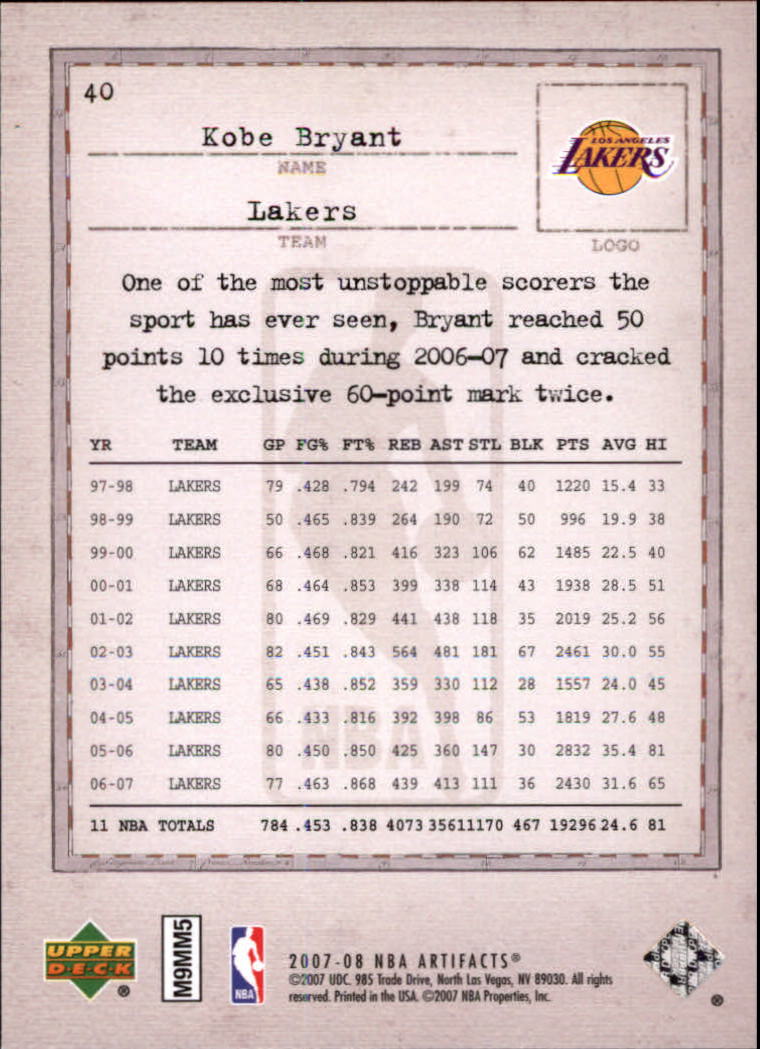 40
Kobe Bryant
NAME
LOS ANGELES
LAKERS
Lakers
TEAM
LOGO
One of the most unstoppable scorers the
sport has ever seen, Bryant reached 50
points 10 times during 2006-07 and cracked
the exclusive 60-point mark twice.
YR TEAM GP FG% FT% REB AST STL BLK PTS AVG HI
97-98 LAKERS 79 .428 .794 242 199 74 40 1220 15.4 33
98-99 LAKERS 50 .465 .839 264 190 72 50 996 19.9 38
99-00 LAKERS 66 .468 .821 416 323 106 62 1485 22.5 40
00-01 LAKERS 68 .464 .853 399 338 114 43 1938 28.5 51
01-02 LAKERS 80 .469 .829 441 438 118 35 2019 25.2 56
02-03 LAKERS 82 .451 .843 564 481 181 67 2461 30.0 55
03-04 LAKERS 65 .438 .852 359 330 112 28 1557 24.0 45
04-05 LAKERS 66 .433 .816 392 398 86 53 1819 27.6 48
05-06 LAKERS 80 .450 .850 425 360 147 30 2832 35.4 81
06-07 LAKERS 77 .463 .868 439 413 111 36 2430 31.6 65
NBA
11 NBA TOTALS 784 .453 .838 4073 3561 1170 467 19296 24.6 81
UPPER
D·E·C·K
®
M9MM5
NBA
2007-08 NBA ARTIFACTS®
©2007 UDC. 985 Trade Drive, North Las Vegas, NV 89030. All rights
reserved. Printed in the USA. ©2007 NBA Properties, Inc.
®